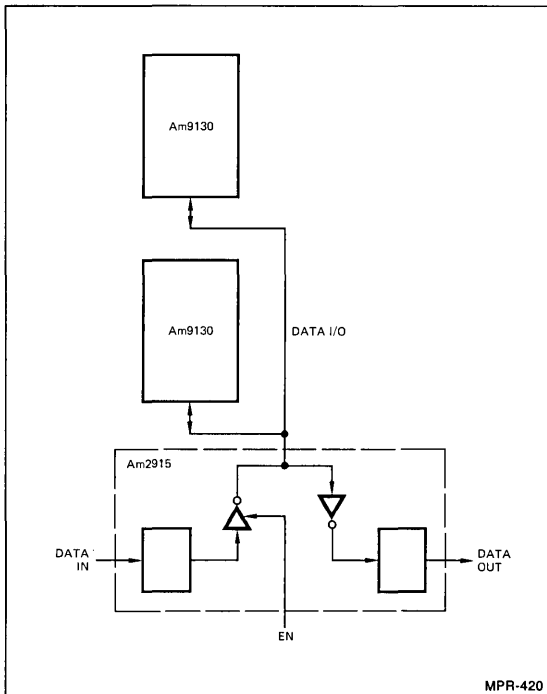 Am9130
Am9130
DATA I/O
Am2915
DATA
IN
DATA
OUT
EN
MPR-420